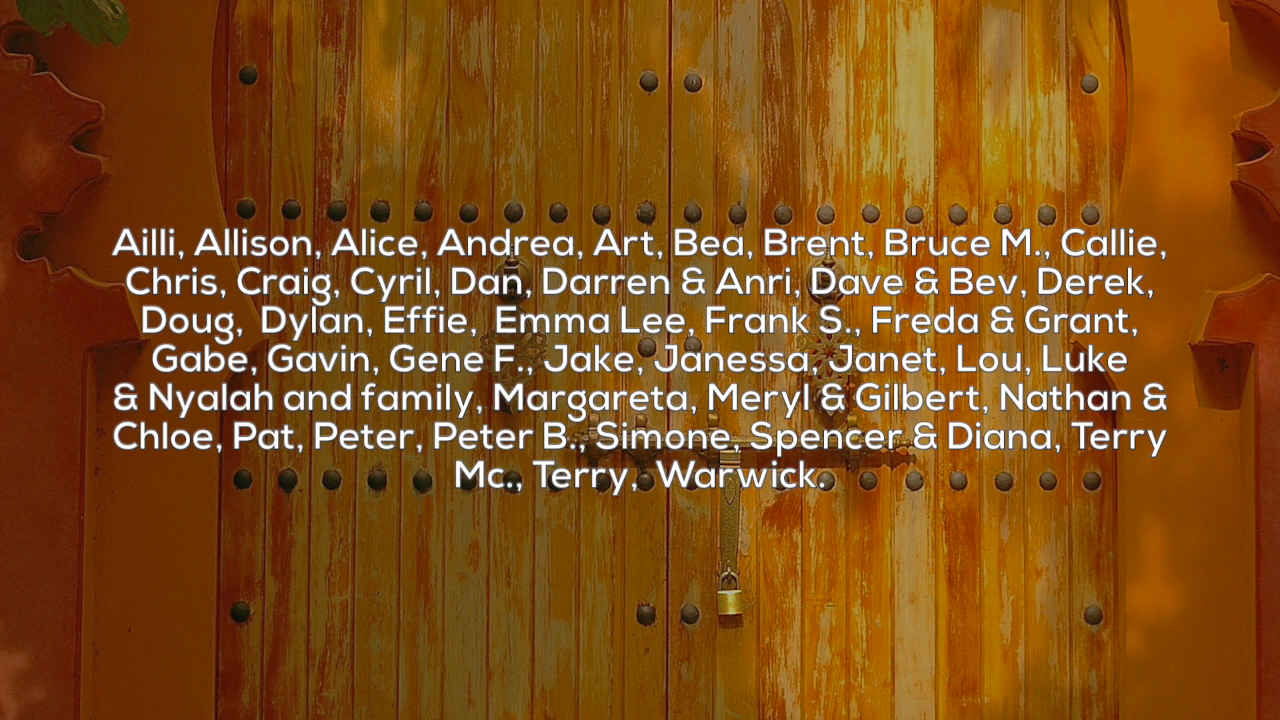 Ailli, Allison, Alice, Andrea, Art, Bea, Brent, Bruce M., Callie,
Chris, Craig, Cyril, Dan, Darren & Anri, Dave & Bev, Derek,
Doug, Dylan, Effie, Emma Lee, Frank S., Freda & Grant,
Gabe, Gavin, Gene F., Jake, Janessa, Janet, Lou, Luke
& Nyalah and family, Margareta, Meryl & Gilbert, Nathan &
Chloe, Pat, Peter, Peter B., Simone, Spencer & Diana, Terry
Mc., Terry, Warwick.